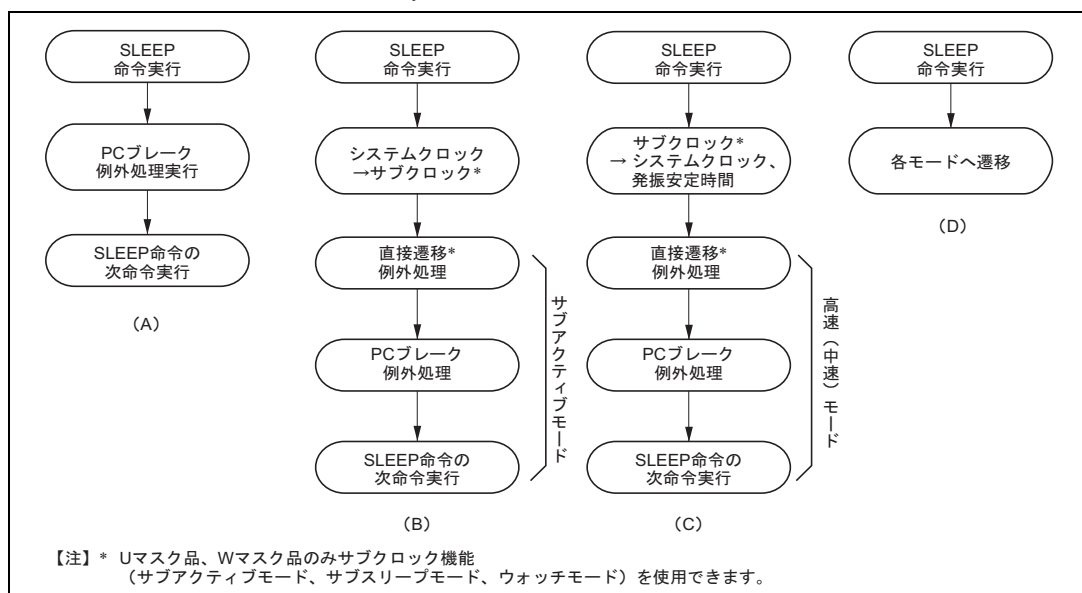 SLEEP
命令実行
PCブレーク
例外処理実行
SLEEP命令の
次命令実行
(A)
SLEEP
命令実行
システムクロック
→サブクロック*
直接遷移*
例外処理
PCブレーク
例外処理
SLEEP命令の
次命令実行
サブアクティブモード
(B)
SLEEP
命令実行
サブクロック*
→ システムクロック、
発振安定時間
直接遷移*
例外処理
PCブレーク
例外処理
SLEEP命令の
次命令実行
高速(中速)モード
(C)
SLEEP
命令実行
各モードへ遷移
(D)
【注】* Uマスク品、Wマスク品のみサブクロック機能
(サブアクティブモード、サブスリープモード、ウォッチモード)を使用できます。